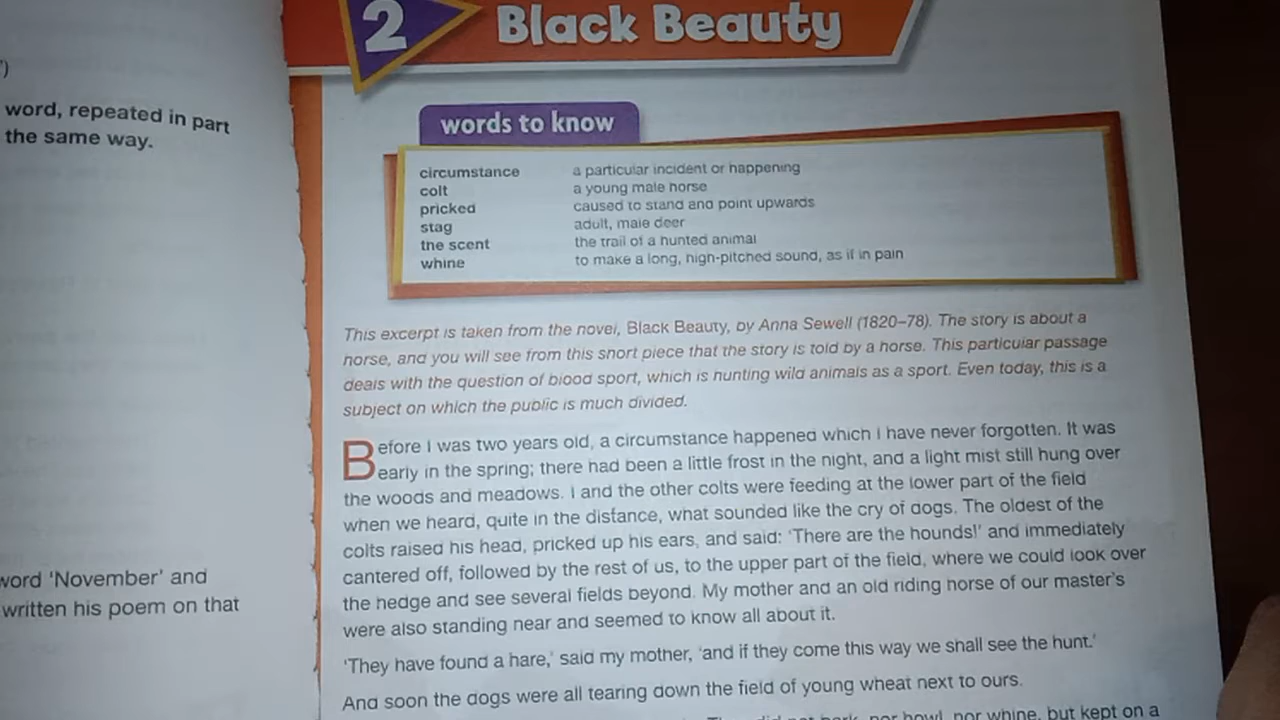 ')
word, repeated in part
the same way.
word 'November' and
written his poem on that
2 Black Beauty
words to know
circumstance a particular incident or happening
colt a young male horse
pricked caused to stand and point upwards
stag adult, male deer
the scent the trail of a hunted animal
whine to make a long, high-pitched sound, as if in pain
This excerpt is taken from the novel, Black Beauty, by Anna Sewell (1820–78). The story is about a
horse, and you will see from this short piece that the story is told by a horse. This particular passage
deals with the question of blood sport, which is hunting wild animals as a sport. Even today, this is a
subject on which the public is much divided.
Before I was two years old, a circumstance happened which I have never forgotten. It was
early in the spring; there had been a little frost in the night, and a light mist still hung over
the woods and meadows. I and the other colts were feeding at the lower part of the field
when we heard, quite in the distance, what sounded like the cry of dogs. The oldest of the
colts raised his head, pricked up his ears, and said: 'There are the hounds!' and immediately
cantered off, followed by the rest of us, to the upper part of the field, where we could look over
the hedge and see several fields beyond. My mother and an old riding horse of our master's
were also standing near and seemed to know all about it.
'They have found a hare,' said my mother, 'and if they come this way we shall see the hunt.'
And soon the dogs were all tearing down the field of young wheat next to ours.
nor howl, nor whine, but kept on a